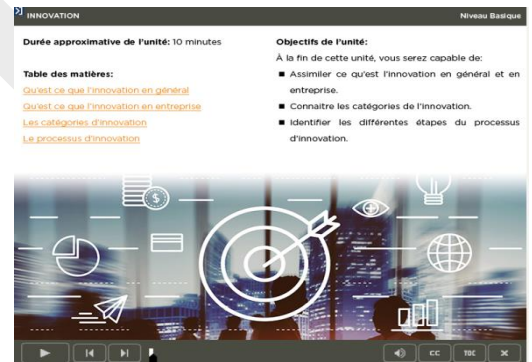 INNOVATION
Niveau Basique
Durée approximative de l'unité: 10 minutes
Table des matières:
Qu'est ce que l'innovation en général
Qu'est ce que l'innovation en entreprise
Les catégories d'innovation
Le processus d'innovation
Objectifs de l'unité:
À la fin de cette unité, vous serez capable de:
■ Assimiler ce qu'est l'innovation en général et en
entreprise.
■ Connaitre les catégories de l'innovation.
■ Identifier les différentes étapes du processus
d'innovation.
$
CC
TOC